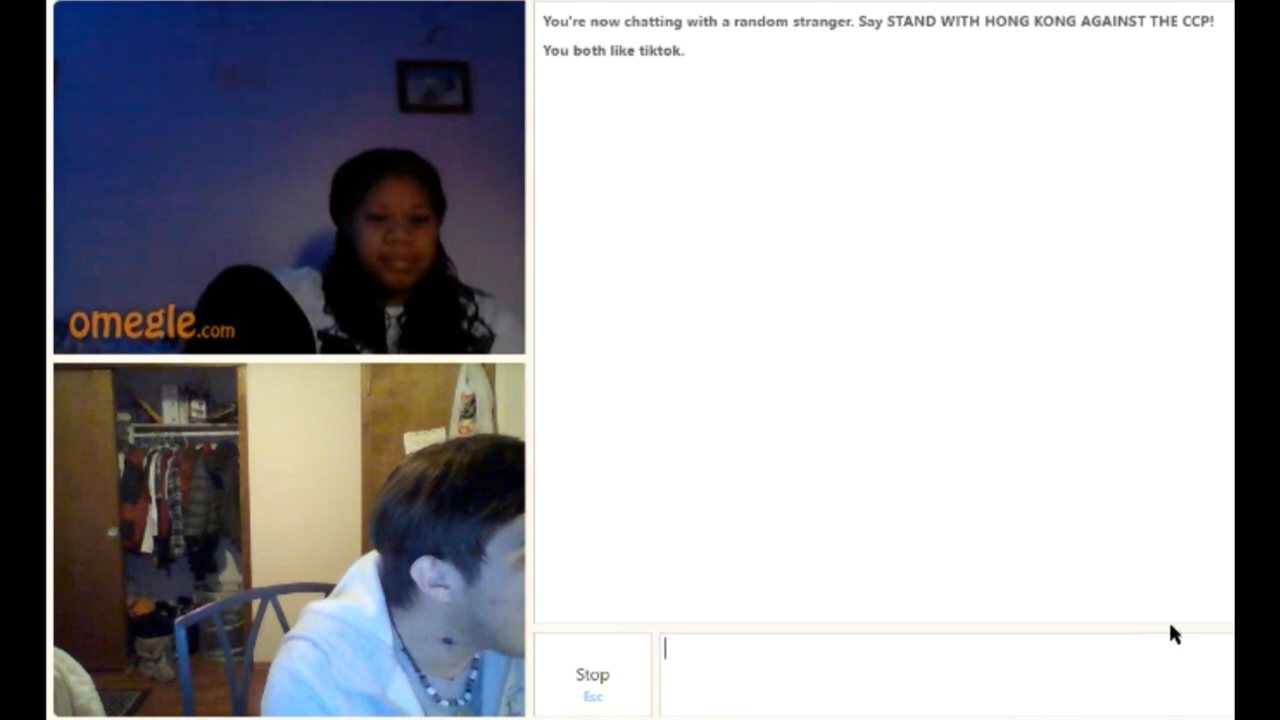 You're now chatting with a random stranger. Say STAND WITH HONG KONG AGAINST THE CCP!
You both like tiktok.
omegle.com
Stop
Esc